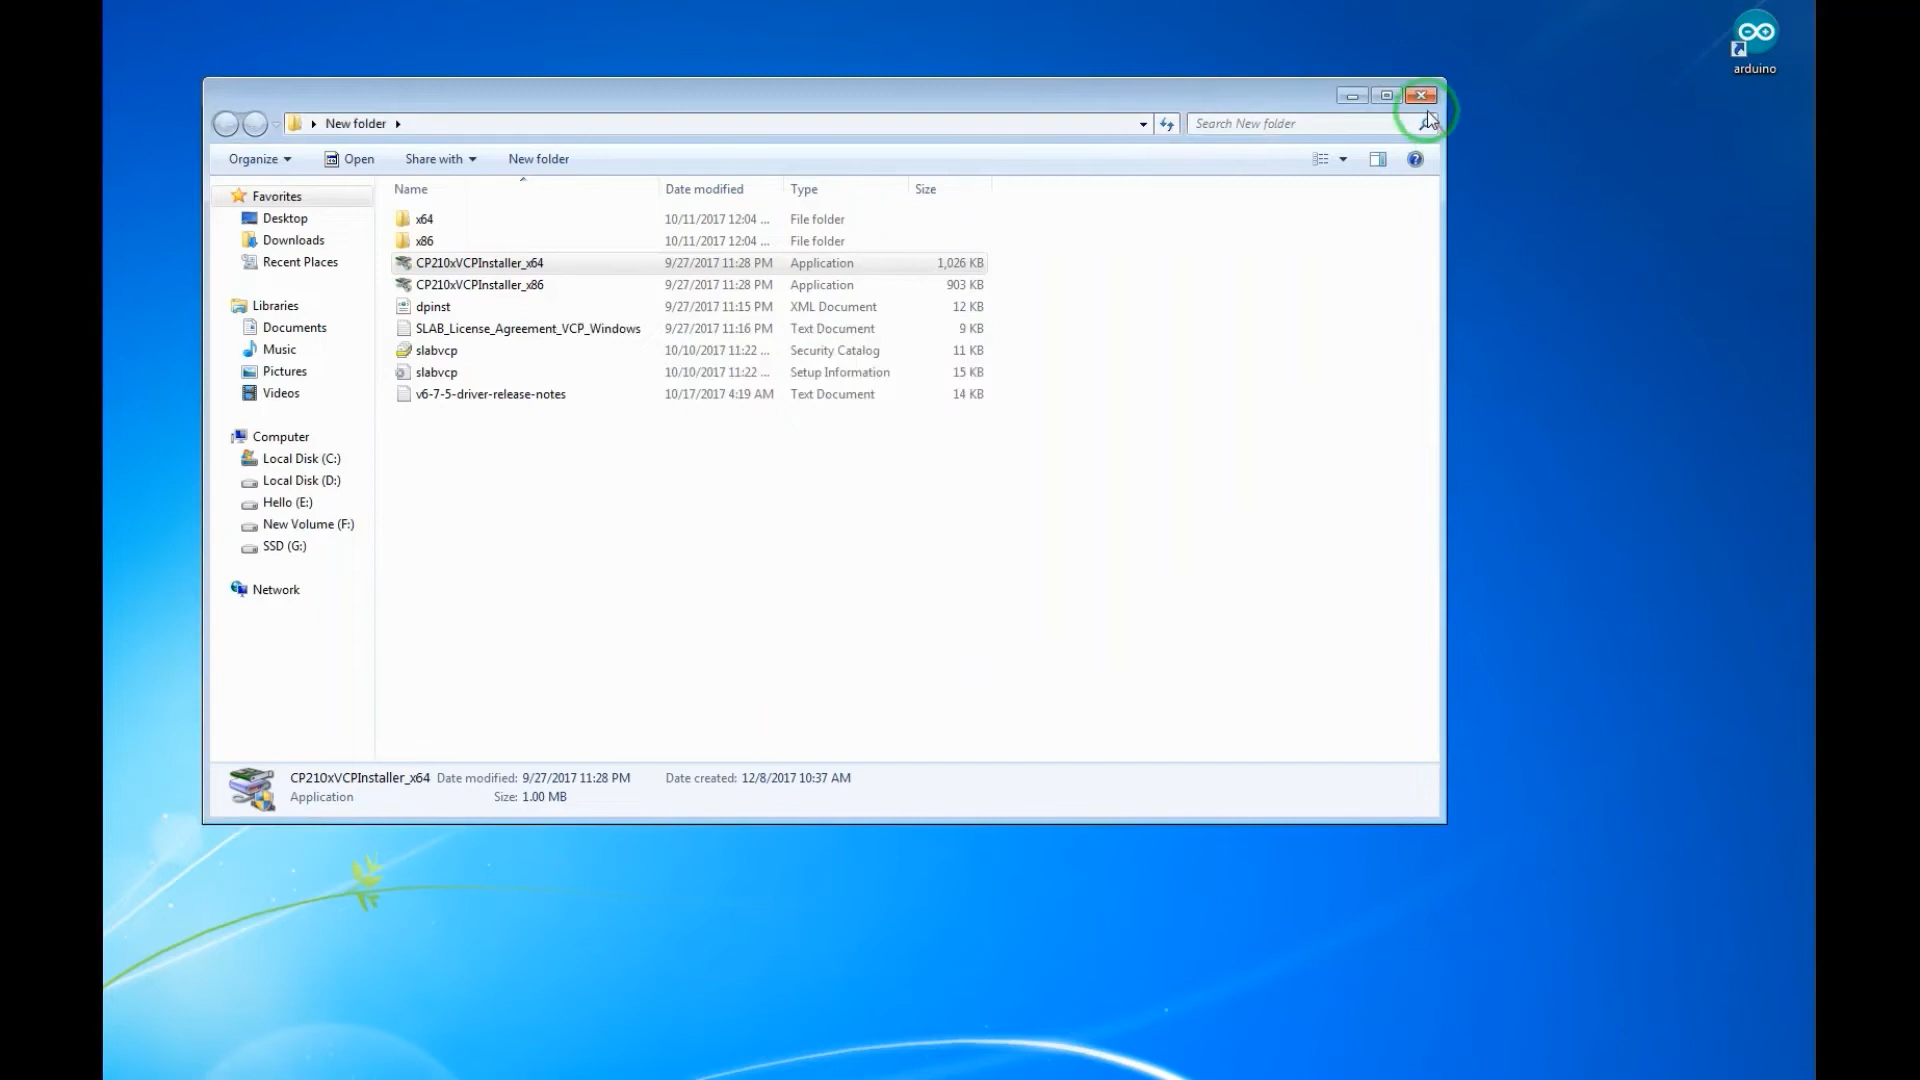 arduino
New folder
Search New folder
Organize Open Share with New folder
Name Date modified Type Size
Favorites
Desktop
Downloads
Recent Places
Libraries
Documents
Music
Pictures
Videos
Computer
Local Disk (C:)
Local Disk (D:)
Hello (E:)
New Volume (F:)
SSD (G:)
Network
x64 10/11/2017 12:04 ... File folder
x86 10/11/2017 12:04 ... File folder
CP210xVCPInstaller_x64 9/27/2017 11:28 PM Application 1,026 KB
CP210xVCPInstaller_x86 9/27/2017 11:28 PM Application 903 KB
dpinst 9/27/2017 11:15 PM XML Document 12 KB
SLAB_License_Agreement_VCP_Windows 9/27/2017 11:16 PM Text Document 9 KB
slabvcp 10/10/2017 11:22 ... Security Catalog 11 KB
slabvcp 10/10/2017 11:22 ... Setup Information 15 KB
v6-7-5-driver-release-notes 10/17/2017 4:19 AM Text Document 14 KB
CP210xVCPInstaller_x64 Date modified: 9/27/2017 11:28 PM Date created: 12/8/2017 10:37 AM
Application Size: 1.00 MB